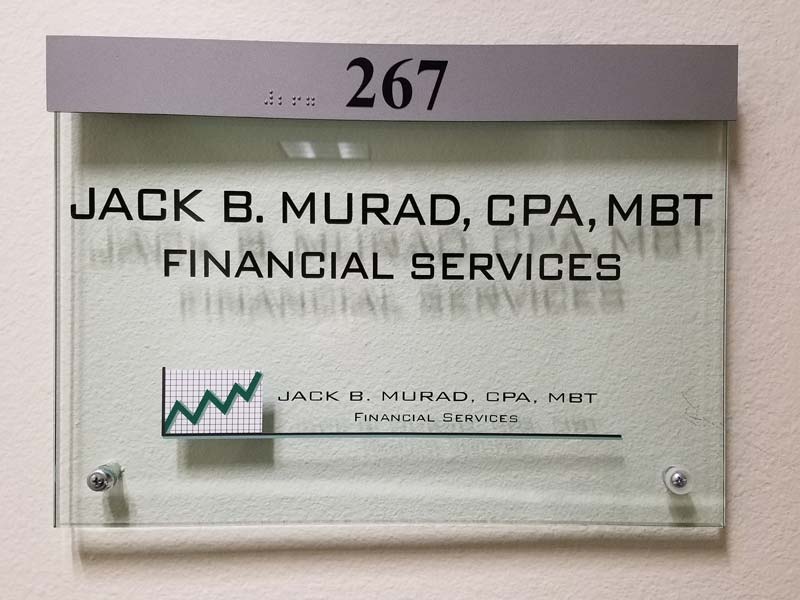 267
JACK B. MURAD, CPA, MBT
FINANCIAL SERVICES
JACK B. MURAD, CPA, MBT
FINANCIAL SERVICES